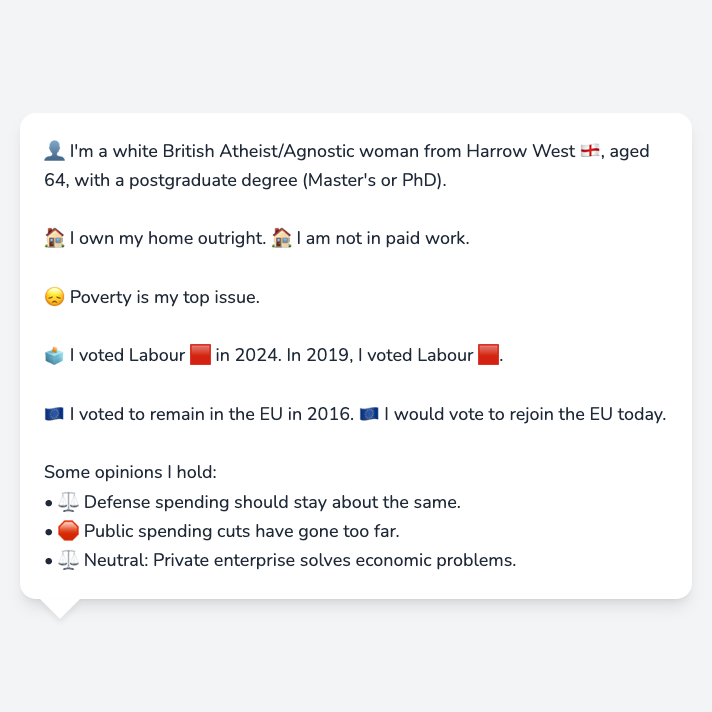 👤 I'm a white British Atheist/Agnostic woman from Harrow West 🏴󠁧󠁢󠁥󠁮󠁧󠁿, aged
64, with a postgraduate degree (Master's or PhD).
🏠 I own my home outright. 🏠 I am not in paid work.
😞 Poverty is my top issue.
🗳️ I voted Labour 🟥 in 2024. In 2019, I voted Labour 🟥.
🇪🇺 I voted to remain in the EU in 2016. 🇪🇺 I would vote to rejoin the EU today.
Some opinions I hold:
• ⚖️ Defense spending should stay about the same.
• 🛑 Public spending cuts have gone too far.
• ⚖️ Neutral: Private enterprise solves economic problems.